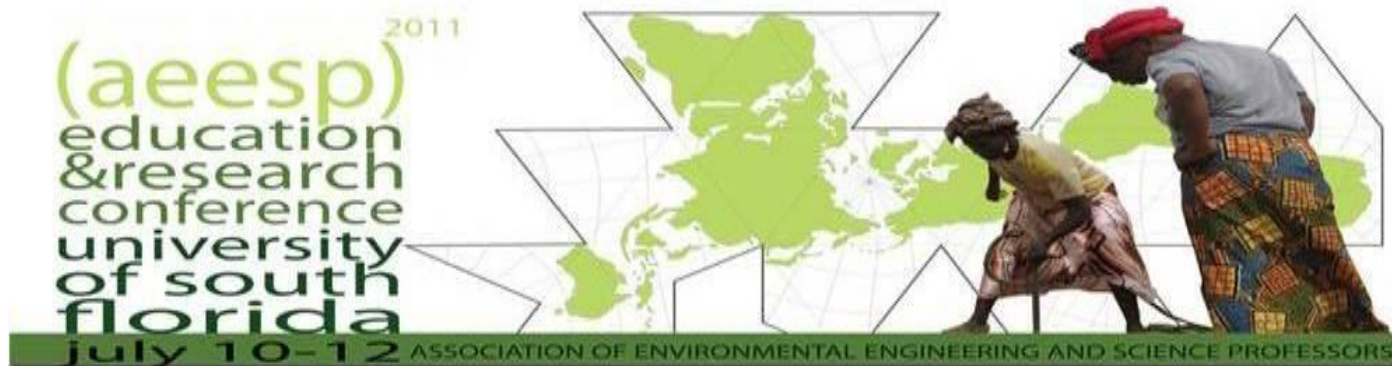 2011
(aeesp)
education
&research
conference
university
of south
florida
july 10-12
ASSOCIATION OF ENVIRONMENTAL ENGINEERING AND SCIENCE PROFESSORS